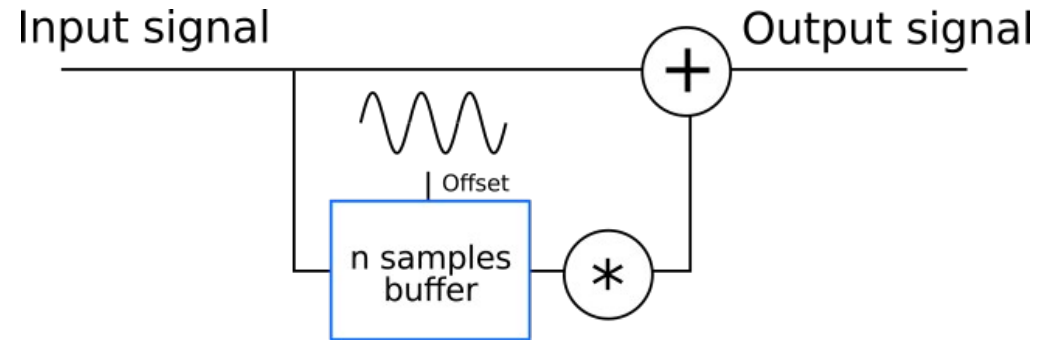 Input signal
Output signal
+
Offset
n samples
buffer
*